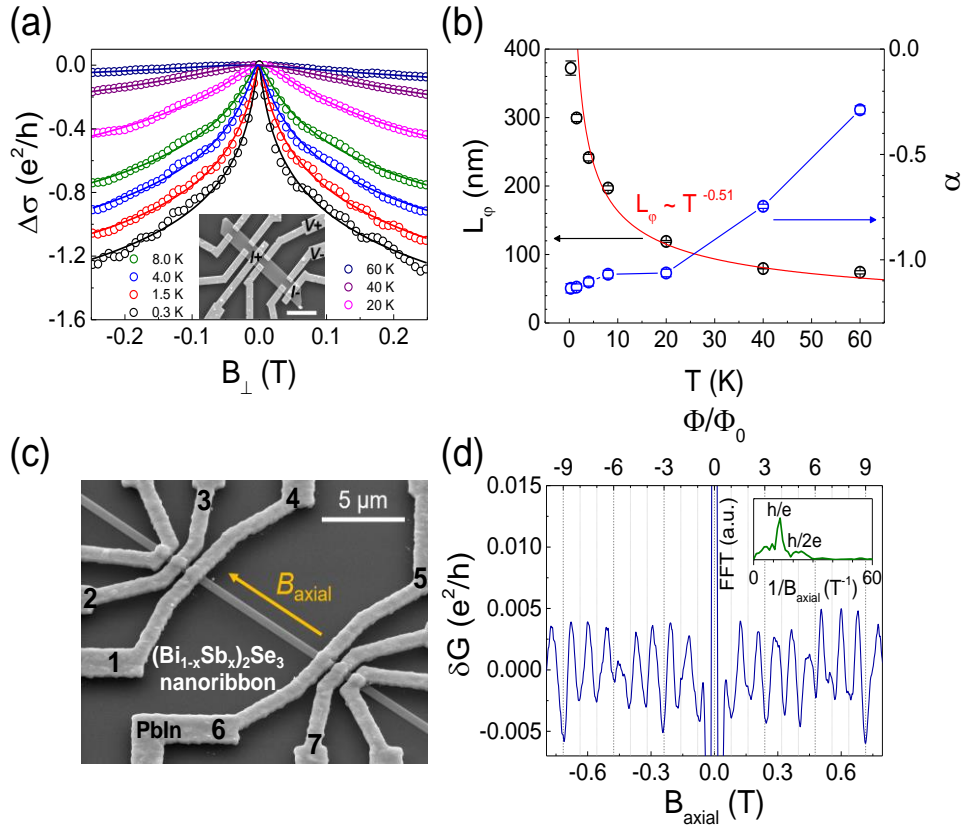 (a)
0.0
-0.4
-0.8
-1.2
-1.6
Δσ (e²/h)
8.0 K
4.0 K
1.5 K
0.3 K
I+
V+
V-
I-
60 K
40 K
20 K
-0.2 -0.1 0.0 0.1 0.2
B⊥ (T)
(b)
400
350
300
250
200
150
100
50
0
Lφ (nm)
Lφ ~ T -0.51
0.0
-0.5
-1.0
α
0 10 20 30 40 50 60
T (K)
(c)
3
4
5 µm
5
Baxial
2
1
(Bi1-xSbx)2Se3
nanoribbon
PbIn
6
7
(d)
Φ/Φ0
-9 -6 -3 0 3 6 9
0.015
0.010
0.005
0.000
-0.005
δG (e²/h)
FFT (a.u.)
h/e
h/2e
0 60
1/Baxial (T-1)
-0.6 -0.3 0.0 0.3 0.6
Baxial (T)